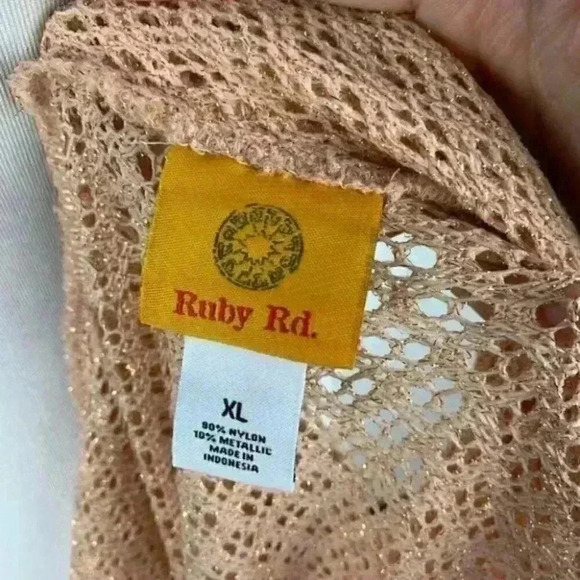 Ruby Rd.
XL
90% NYLON
10% METALLIC
MADE IN
INDONESIA